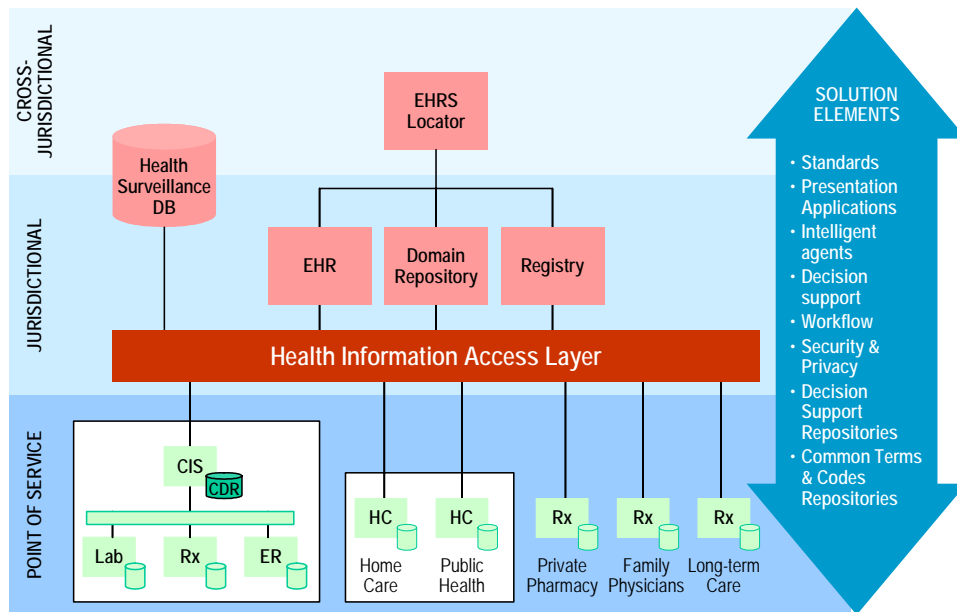 CROSS-
JURISDICTIONAL
EHRS
Locator
Health
Surveillance
DB
JURISDICTIONAL
EHR
Domain
Repository
Registry
Health Information Access Layer
POINT OF SERVICE
CIS
CDR
Lab
Rx
ER
HC
Home
Care
HC
Public
Health
Rx
Private
Pharmacy
Rx
Family
Physicians
Rx
Long-term
Care
SOLUTION
ELEMENTS
• Standards
• Presentation
Applications
• Intelligent
agents
• Decision
support
• Workflow
• Security &
Privacy
• Decision
Support
Repositories
• Common Terms
& Codes
Repositories